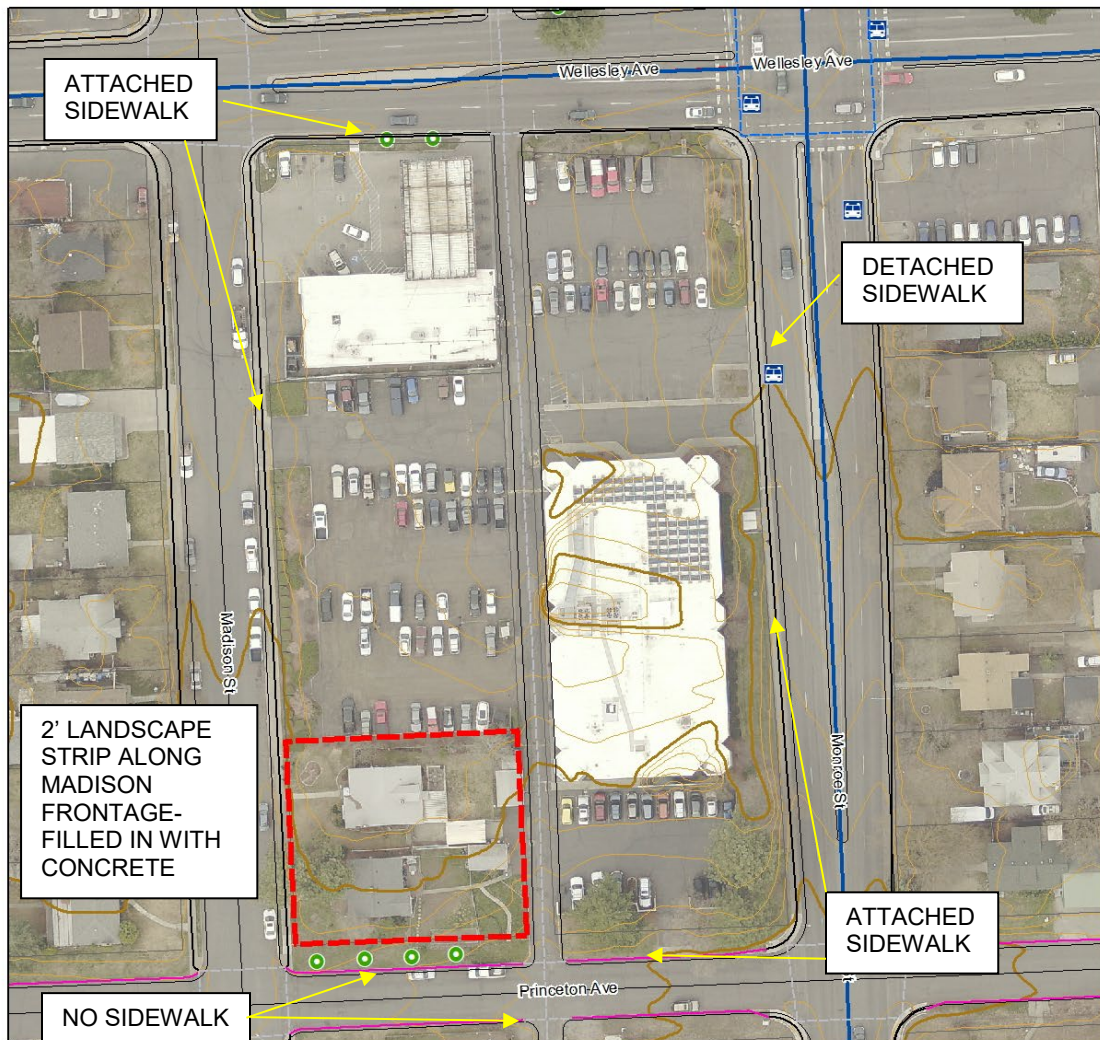 Wellesley Ave
Wellesley Ave
ATTACHED
SIDEWALK
DETACHED
SIDEWALK
Madison St
2' LANDSCAPE
STRIP ALONG
MADISON
FRONTAGE-
FILLED IN WITH
CONCRETE
Monroe St
ATTACHED
SIDEWALK
St
Princeton Ave
NO SIDEWALK